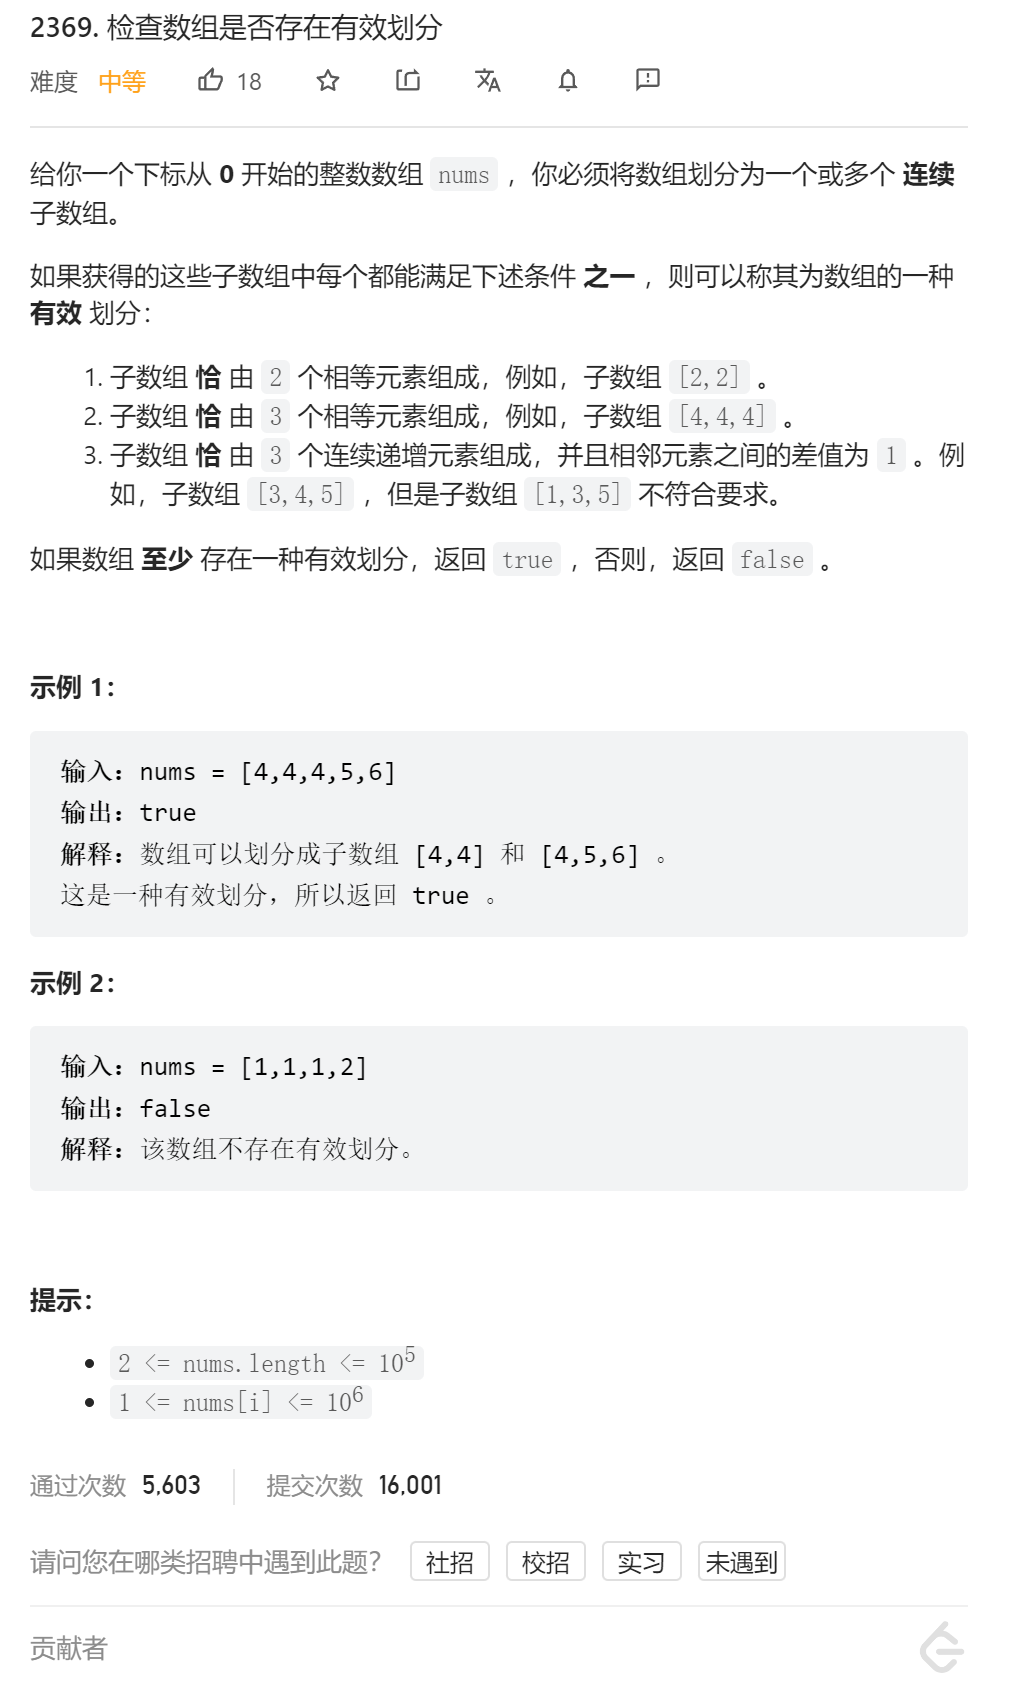 2369. 检查数组是否存在有效划分
难度 中等 18
给你一个下标从 0 开始的整数数组 nums ，你必须将数组划分为一个或多个 连续
子数组。
如果获得的这些子数组中每个都能满足下述条件 之一 ，则可以称其为数组的一种
有效 划分：
1. 子数组 恰 由 2 个相等元素组成，例如，子数组 [2,2] 。
2. 子数组 恰 由 3 个相等元素组成，例如，子数组 [4,4,4] 。
3. 子数组 恰 由 3 个连续递增元素组成，并且相邻元素之间的差值为 1 。例
如，子数组 [3,4,5] ，但是子数组 [1,3,5] 不符合要求。
如果数组 至少 存在一种有效划分，返回 true ，否则，返回 false 。
示例 1：
输入：nums = [4,4,4,5,6]
输出：true
解释：数组可以划分成子数组 [4,4] 和 [4,5,6] 。
这是一种有效划分，所以返回 true 。
示例 2：
输入：nums = [1,1,1,2]
输出：false
解释：该数组不存在有效划分。
提示：
• 2 <= nums.length <= 10⁵
• 1 <= nums[i] <= 10⁶
通过次数 5,603 提交次数 16,001
请问您在哪类招聘中遇到此题？ 社招 校招 实习 未遇到
贡献者